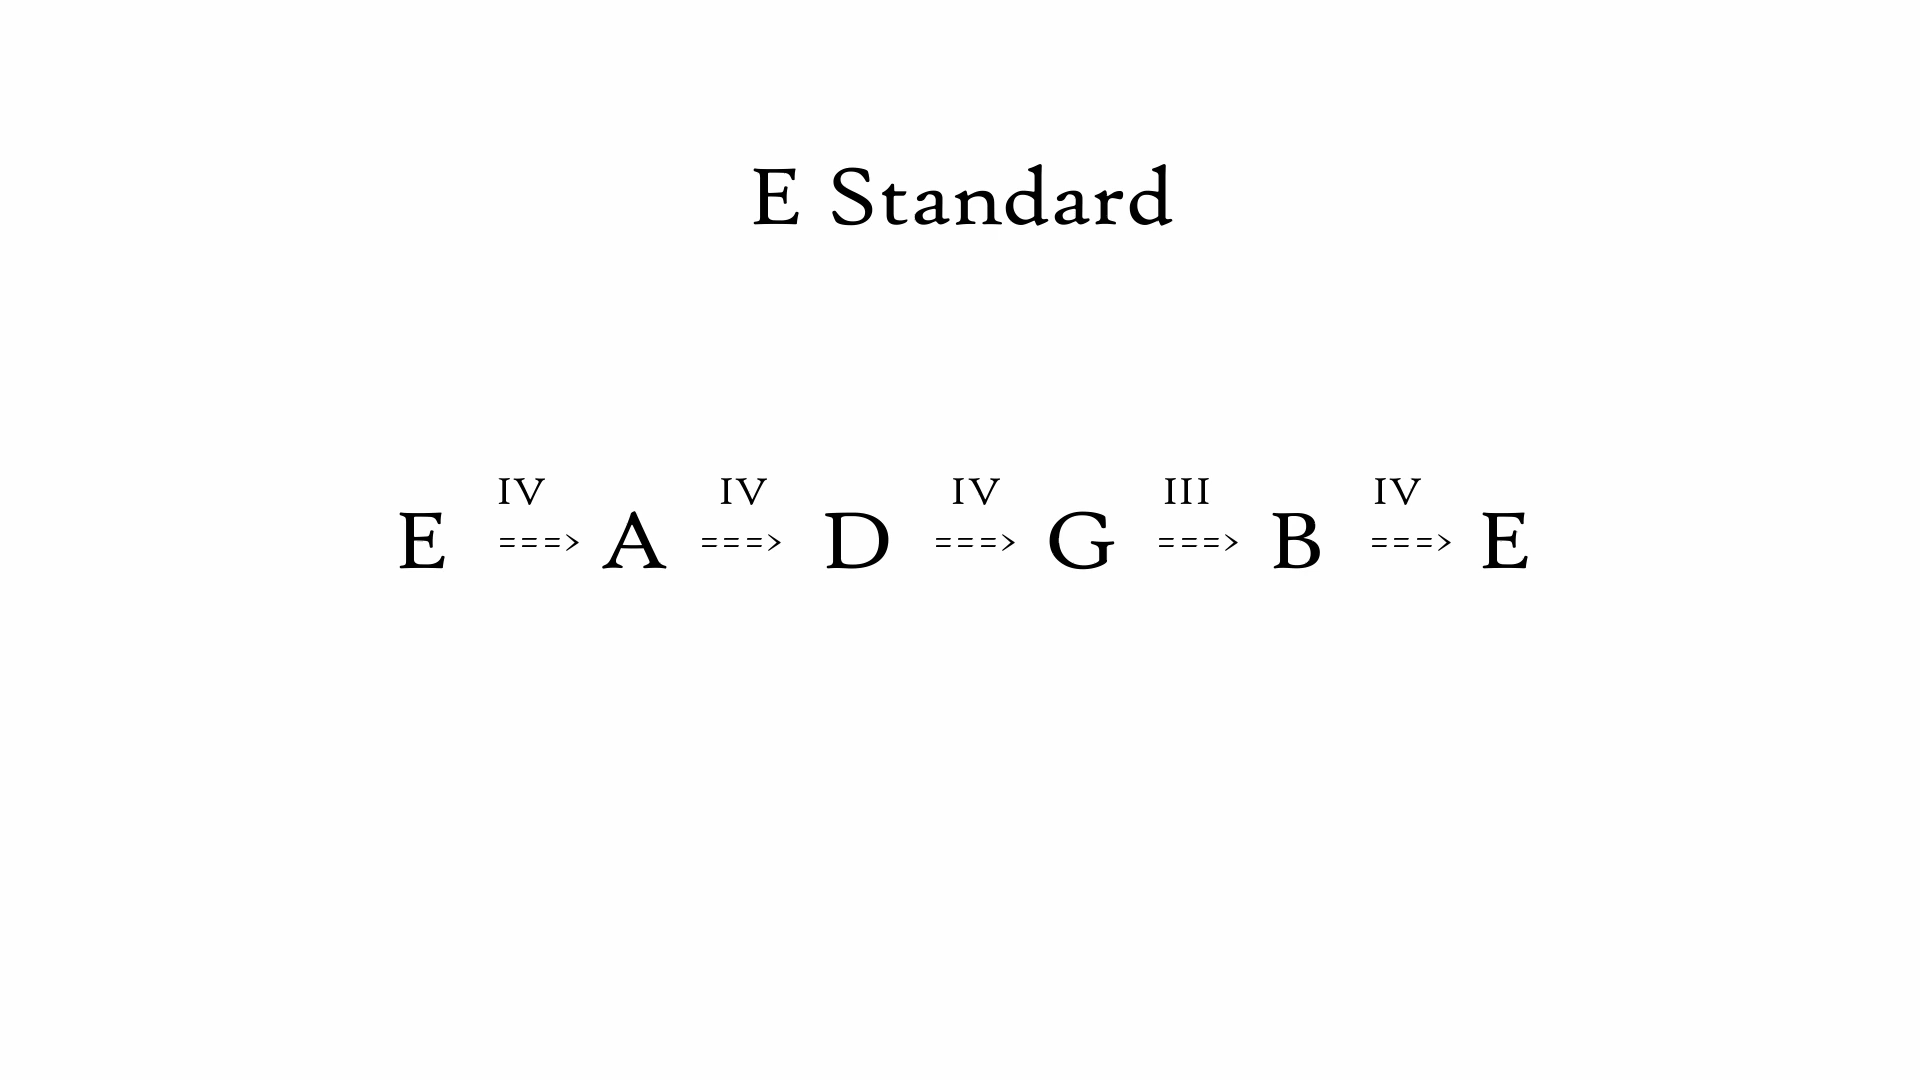 E Standard
IV IV IV III IV
E ===> A ===> D ===> G ===> B ===> E